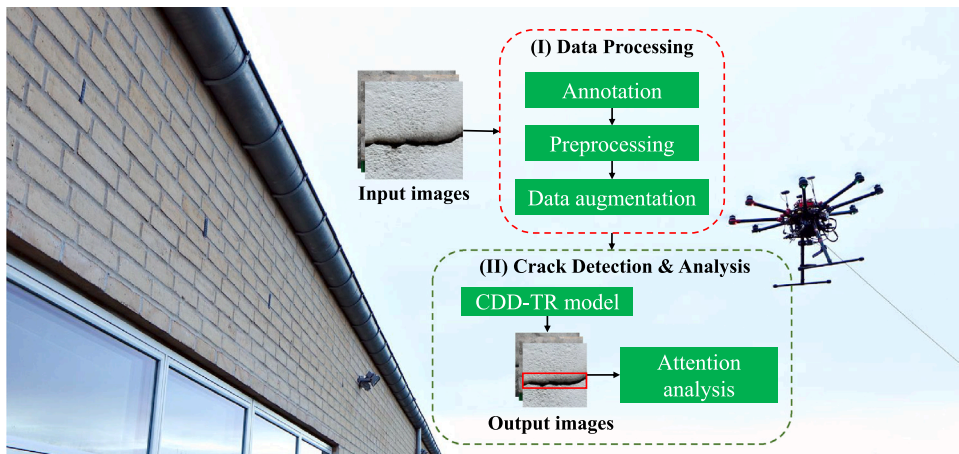 (I) Data Processing
Annotation
Preprocessing
Data augmentation
Input images
(II) Crack Detection & Analysis
CDD-TR model
Output images
Attention
analysis